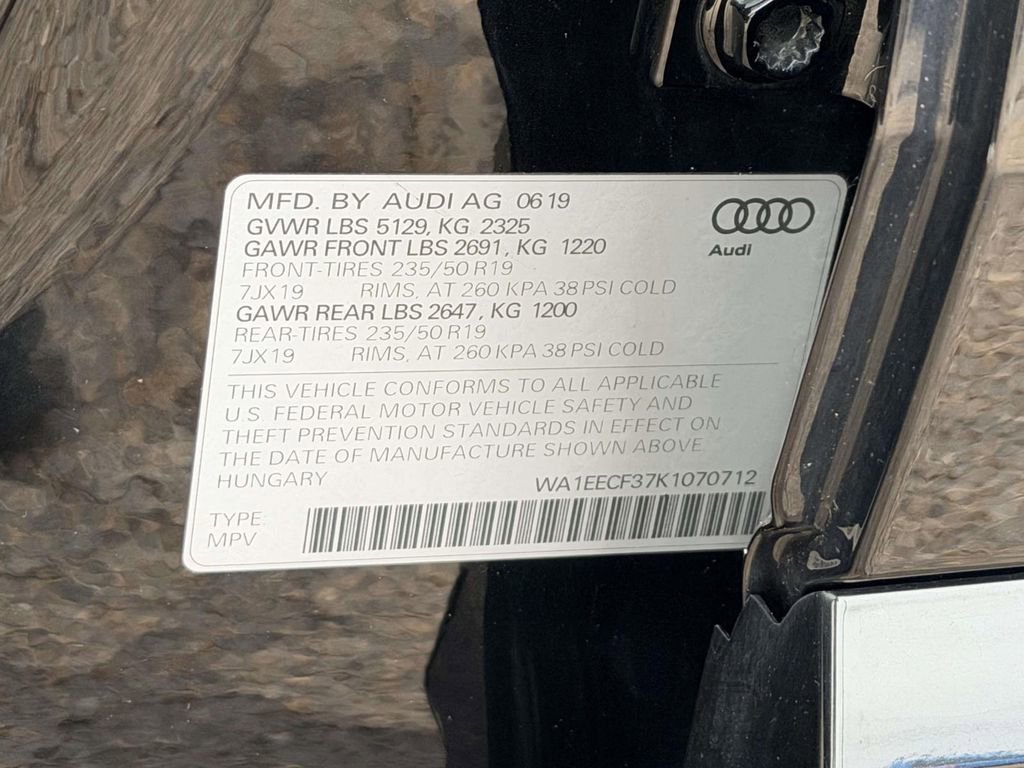 MFD. BY AUDI AG 06 19
GVWR LBS 5129, KG 2325
GAWR FRONT LBS 2691, KG 1220
FRONT-TIRES 235/50 R19
7JX19 RIMS, AT 260 KPA 38 PSI COLD
GAWR REAR LBS 2647, KG 1200
REAR-TIRES 235/50 R19
7JX19 RIMS, AT 260 KPA 38 PSI COLD
Audi
THIS VEHICLE CONFORMS TO ALL APPLICABLE
U.S. FEDERAL MOTOR VEHICLE SAFETY AND
THEFT PREVENTION STANDARDS IN EFFECT ON
THE DATE OF MANUFACTURE SHOWN ABOVE
HUNGARY WA1EECF37K1070712
TYPE:
MPV